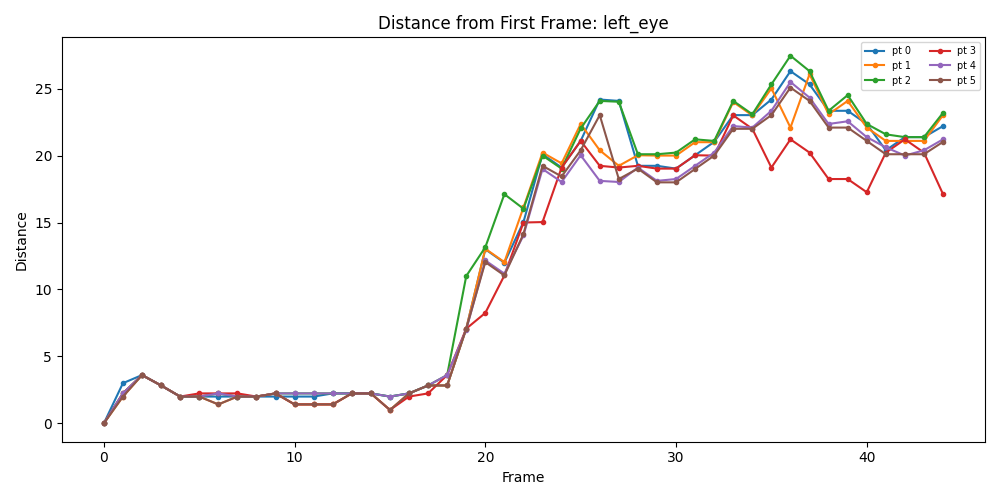 Distance from First Frame: left_eye
pt 0
pt 1
pt 2
pt 3
pt 4
pt 5
Distance
25
20
15
10
5
0
0 10 20 30 40
Frame